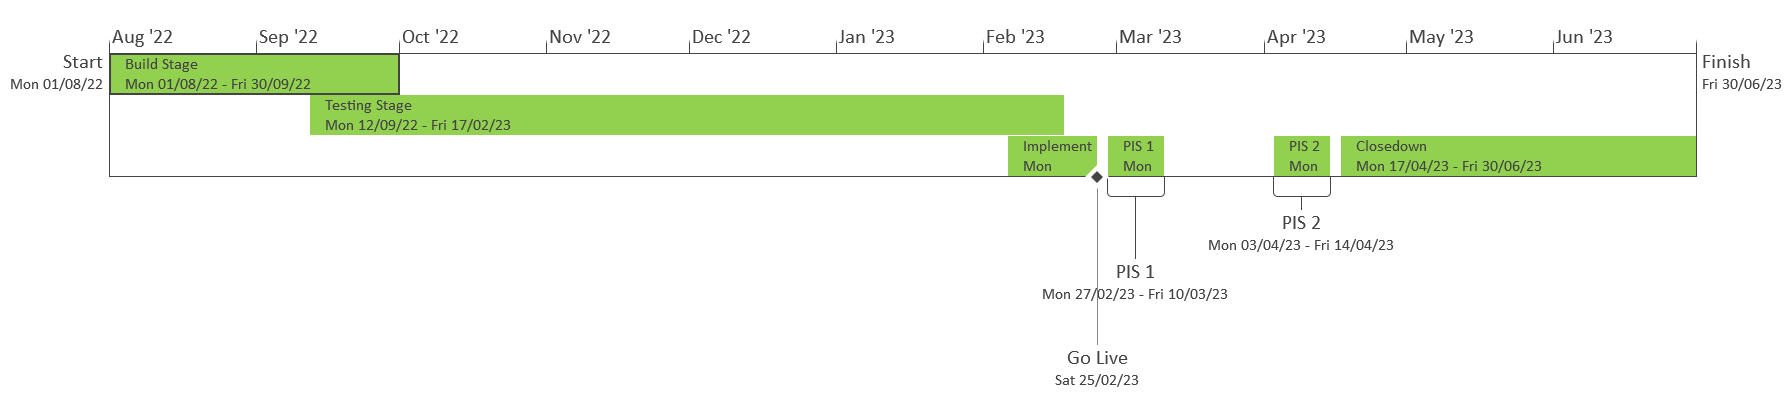 Aug '22 Sep '22 Oct '22 Nov '22 Dec '22 Jan '23 Feb '23 Mar '23 Apr '23 May '23 Jun '23
Start
Mon 01/08/22
Finish
Fri 30/06/23
Build Stage
Mon 01/08/22 - Fri 30/09/22
Testing Stage
Mon 12/09/22 - Fri 17/02/23
Implement
Mon
PIS 1
Mon
PIS 2
Mon
Closedown
Mon 17/04/23 - Fri 30/06/23
PIS 2
Mon 03/04/23 - Fri 14/04/23
PIS 1
Mon 27/02/23 - Fri 10/03/23
Go Live
Sat 25/02/23